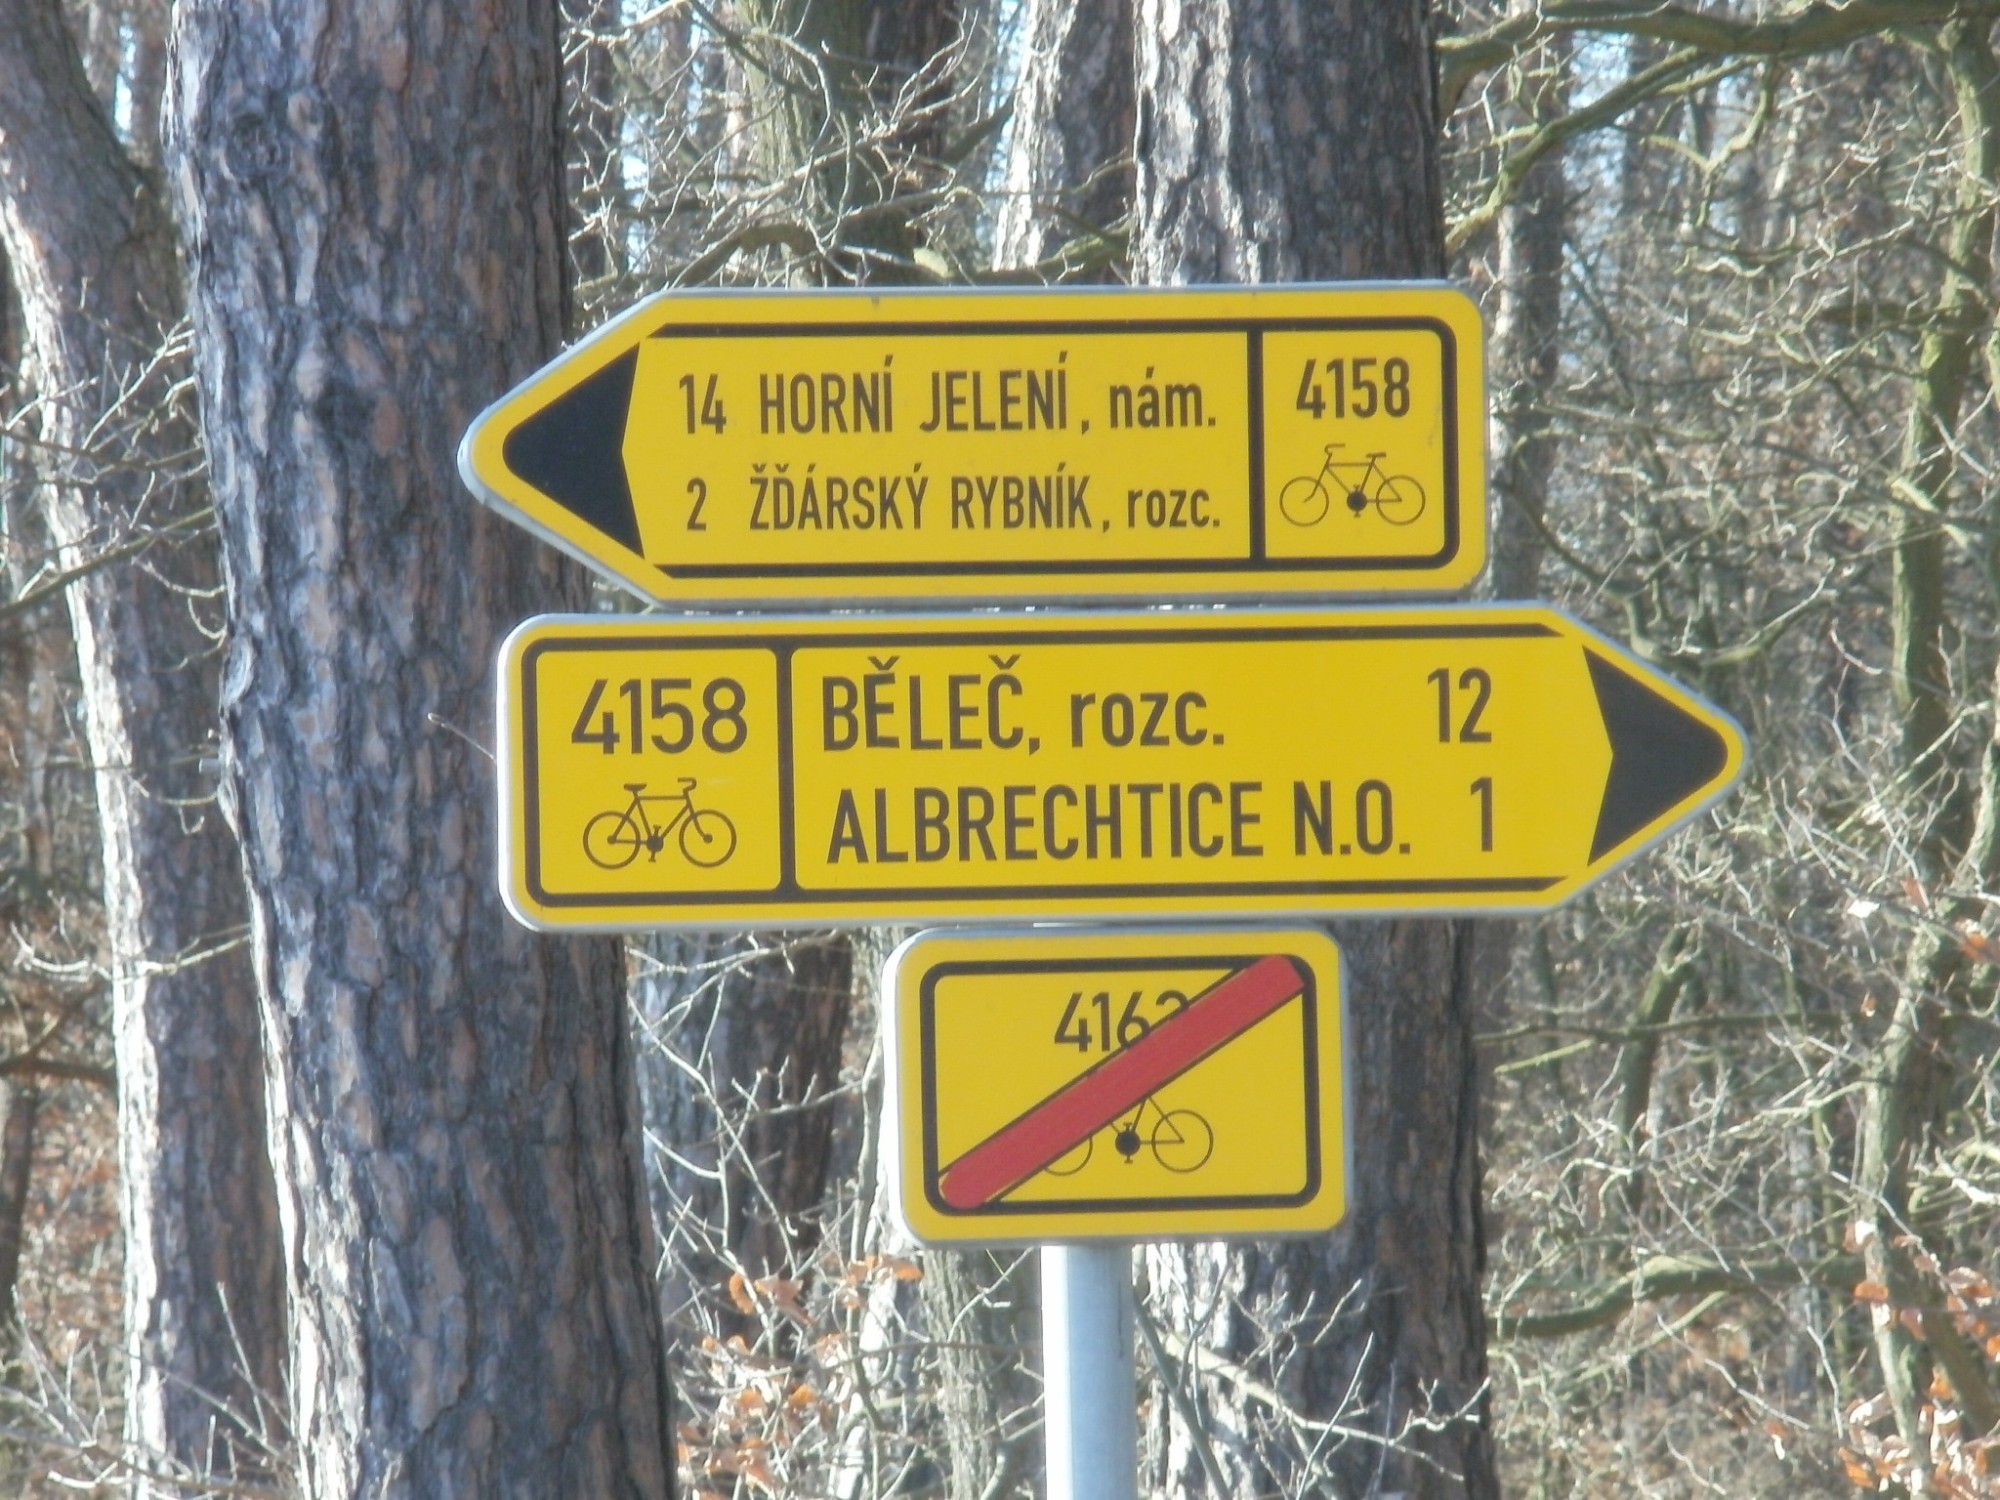 14 HORNÍ JELENÍ, nám.
4158
2 ŽĎÁRSKÝ RYBNÍK, rozc.
4158
BĚLEČ, rozc. 12
ALBRECHTICE N.O. 1